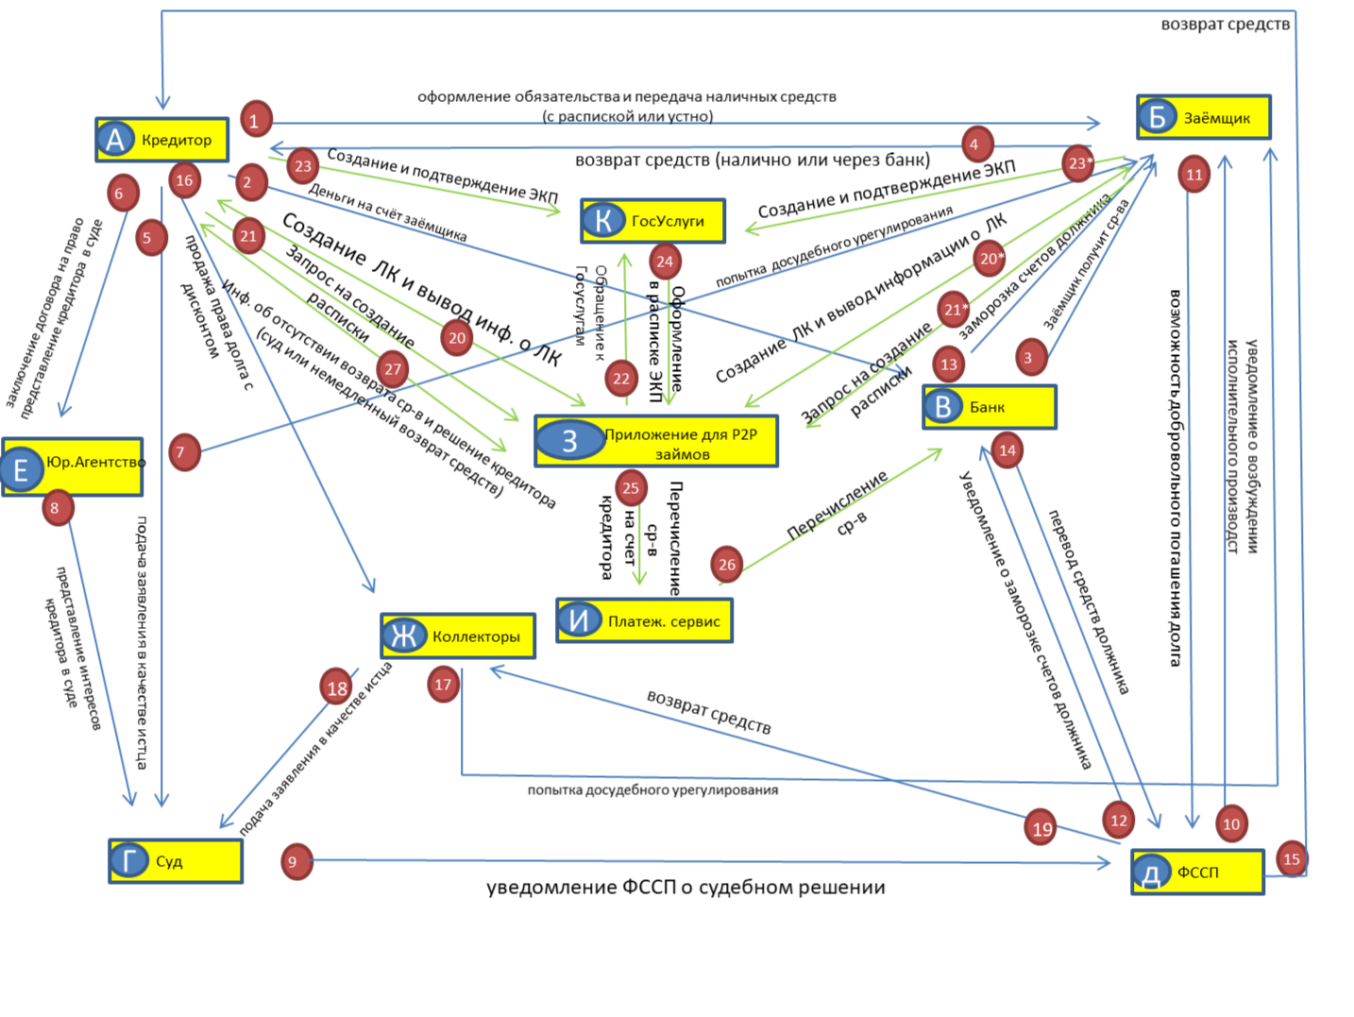 возврат средств
оформление обязательства и передача наличных средств
(с распиской или устно)
1
А
Кредитор
Б
Заёмщик
4
возврат средств (налично или через банк)
23
Создание и подтверждение ЭКП
23*
Создание и подтверждение ЭКП
11
6
16
2
Деньги на счёт заёмщика
К
ГосУслуги
5
21
24
попытка досудебного урегулирования
20*
Создание ЛК и вывод информации о ЛК
21*
Запрос на создание
расписки
заморозка счетов должника
Заёмщик получит ср-ва
заключение договора на право
представление кредитора в суде
продажа права долга с
дисконтом
Создание ЛК и вывод инф. о ЛК
Запрос на создание
расписки
20
27
Инф. об отсутствии возврата ср-в и решение кредитора
(суд или немедленный возврат средств)
Обращение к
Госуслугам
22
Оформление
в расписке ЭКП
13
3
возможность добровольного погашения долга
уведомление о возбуждении
исполнительного производст
В
Банк
З
Приложение для P2P
займов
Е
Юр.Агентство
7
14
8
25
Перечисление
ср-в
на счет
кредитора
26
Перечисление
ср-в
Уведомление о заморозке счетов должника
перевод средств должника
представление интересов
кредитора в суде
подача заявления в качестве истца
Ж
Коллекторы
И
Платеж. сервис
18
17
подача заявления в качестве истца
возврат средств
попытка досудебного урегулирования
19
12
10
15
Г
Суд
9
уведомление ФССП о судебном решении
Д
ФССП